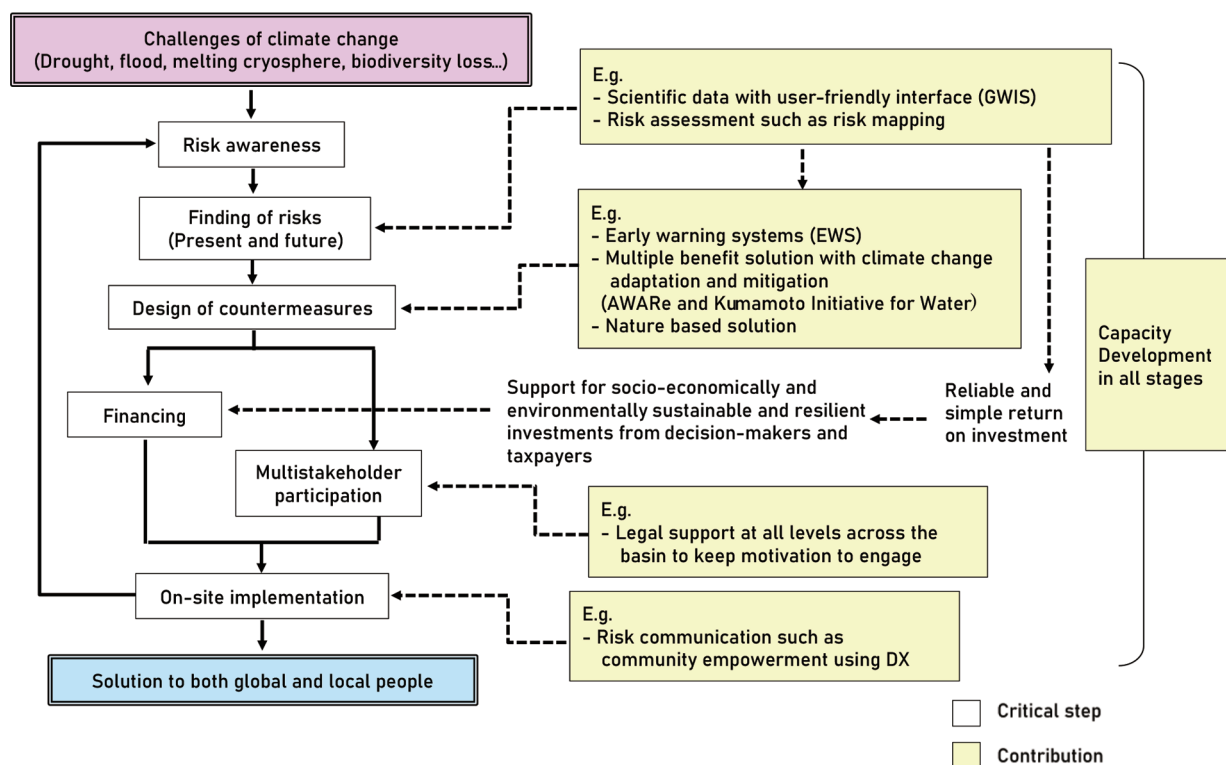 Challenges of climate change
(Drought, flood, melting cryosphere, biodiversity loss...)
Risk awareness
Finding of risks
(Present and future)
Design of countermeasures
Financing
Multistakeholder
participation
On-site implementation
Solution to both global and local people
E.g.
- Scientific data with user-friendly interface (GWIS)
- Risk assessment such as risk mapping
E.g.
- Early warning systems (EWS)
- Multiple benefit solution with climate change
adaptation and mitigation
(AWARe and Kumamoto Initiative for Water)
- Nature based solution
Support for socio-economically and
environmentally sustainable and resilient
investments from decision-makers and
taxpayers
Reliable and
simple return
on investment
E.g.
- Legal support at all levels across the
basin to keep motivation to engage
E.g.
- Risk communication such as
community empowerment using DX
Capacity
Development
in all stages
Critical step
Contribution